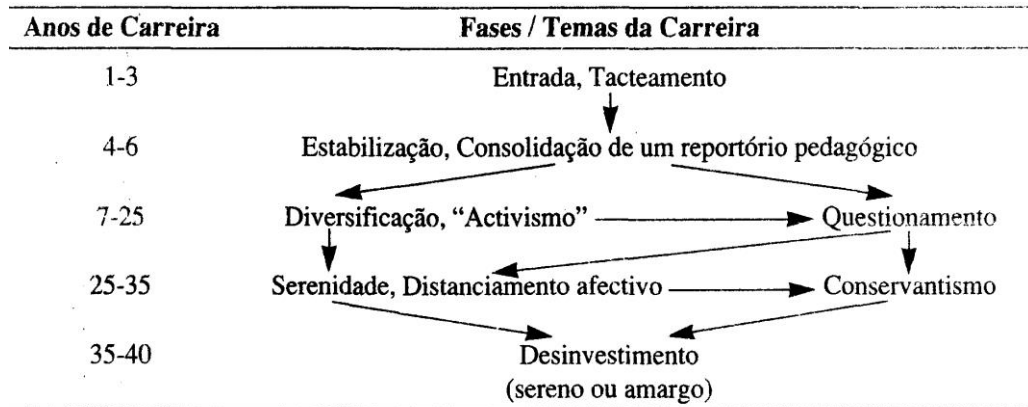 Anos de Carreira Fases / Temas da Carreira
1-3 Entrada, Tacteamento
4-6 Estabilização, Consolidação de um reportório pedagógico
7-25 Diversificação, “Activismo” Questionamento
25-35 Serenidade, Distanciamento afectivo Conservantismo
35-40 Desinvestimento
(sereno ou amargo)